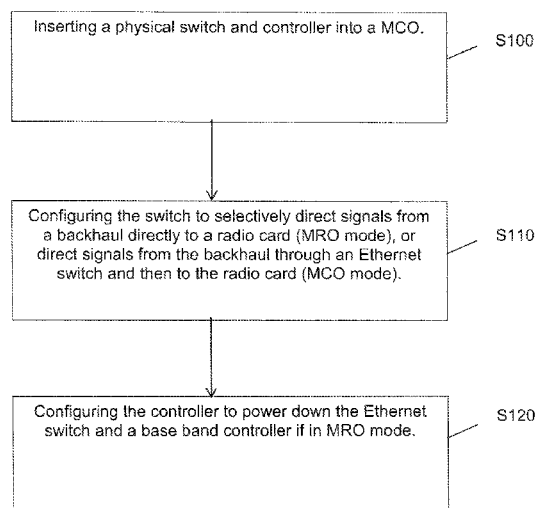 Inserting a physical switch and controller into a MCO.
S100
Configuring the switch to selectively direct signals from
a backhaul directly to a radio card (MRO mode), or
direct signals from the backhaul through an Ethernet
switch and then to the radio card (MCO mode).
S110
Configuring the controller to power down the Ethernet
switch and a base band controller if in MRO mode.
S120